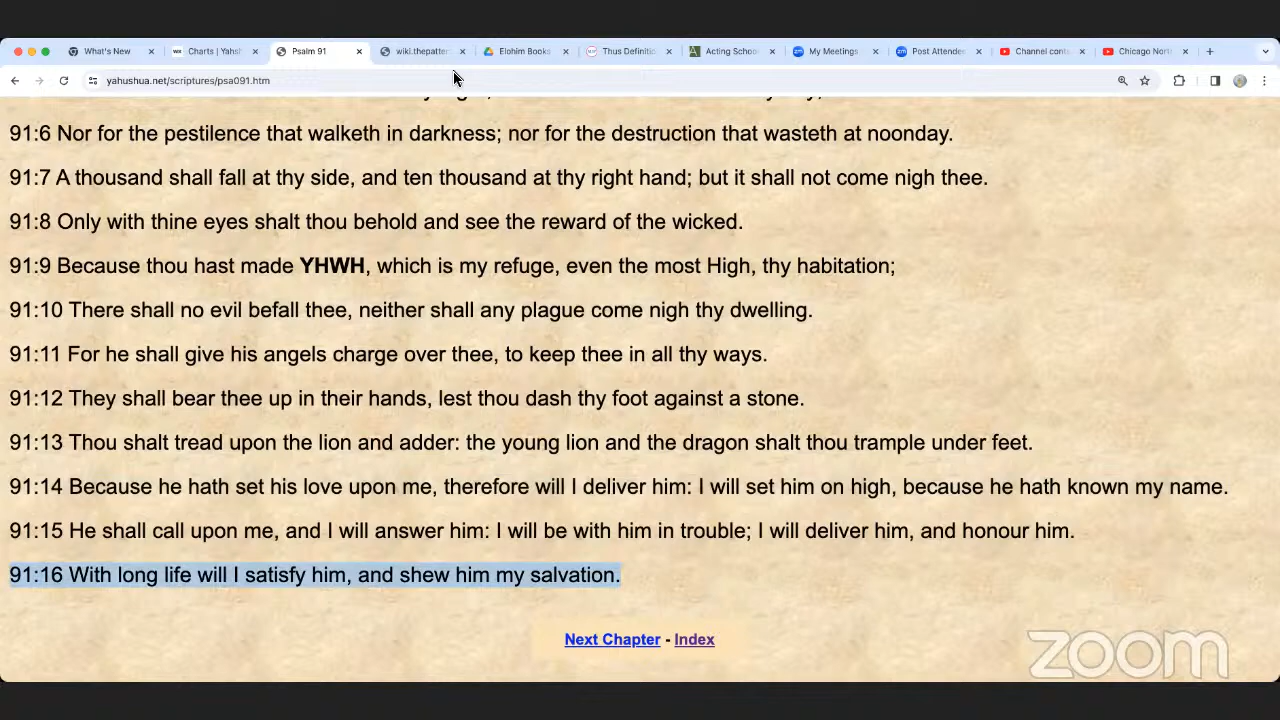 What's New
Charts | Yahsh
Psalm 91
wiki.thepatter
Elohim Books
Thus Definitio
Acting School
My Meetings
Post Attende
Channel cont
Chicago Nort
yahushua.net/scriptures/psa091.htm
91:6 Nor for the pestilence that walketh in darkness; nor for the destruction that wasteth at noonday.
91:7 A thousand shall fall at thy side, and ten thousand at thy right hand; but it shall not come nigh thee.
91:8 Only with thine eyes shalt thou behold and see the reward of the wicked.
91:9 Because thou hast made YHWH, which is my refuge, even the most High, thy habitation;
91:10 There shall no evil befall thee, neither shall any plague come nigh thy dwelling.
91:11 For he shall give his angels charge over thee, to keep thee in all thy ways.
91:12 They shall bear thee up in their hands, lest thou dash thy foot against a stone.
91:13 Thou shalt tread upon the lion and adder: the young lion and the dragon shalt thou trample under feet.
91:14 Because he hath set his love upon me, therefore will I deliver him: I will set him on high, because he hath known my name.
91:15 He shall call upon me, and I will answer him: I will be with him in trouble; I will deliver him, and honour him.
91:16 With long life will I satisfy him, and shew him my salvation.
Next Chapter - Index
zoom